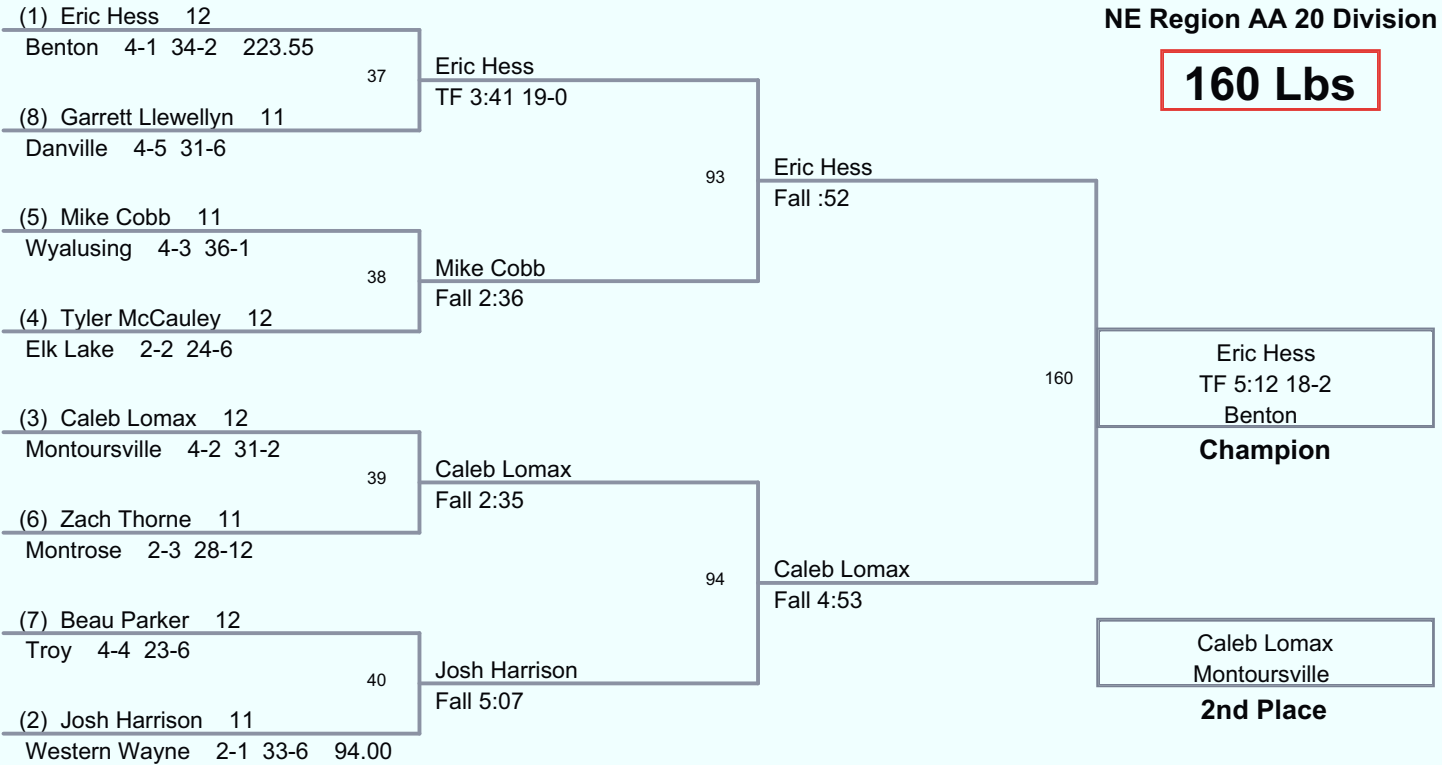 (1) Eric Hess 12
NE Region AA 20 Division
Benton 4-1 34-2 223.55
37
Eric Hess
TF 3:41 19-0
160 Lbs
(8) Garrett Llewellyn 11
Danville 4-5 31-6
93
Eric Hess
Fall :52
(5) Mike Cobb 11
Wyalusing 4-3 36-1
38
Mike Cobb
Fall 2:36
(4) Tyler McCauley 12
Elk Lake 2-2 24-6
160
Eric Hess
TF 5:12 18-2
Benton
Champion
(3) Caleb Lomax 12
Montoursville 4-2 31-2
39
Caleb Lomax
Fall 2:35
(6) Zach Thorne 11
Montrose 2-3 28-12
94
Caleb Lomax
Fall 4:53
(7) Beau Parker 12
Troy 4-4 23-6
40
Josh Harrison
Fall 5:07
(2) Josh Harrison 11
Western Wayne 2-1 33-6 94.00
Caleb Lomax
Montoursville
2nd Place